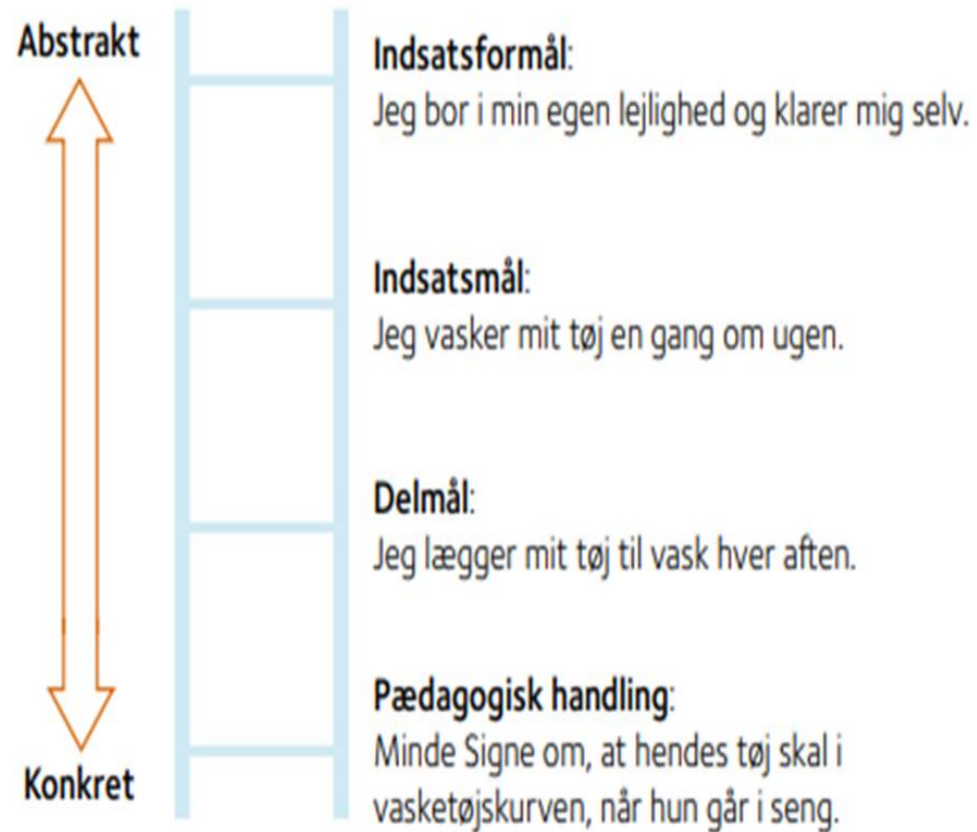 Abstrakt
Indsatsformål:
Jeg bor i min egen lejlighed og klarer mig selv.
Indsatsmål:
Jeg vasker mit tøj en gang om ugen.
Delmål:
Jeg lægger mit tøj til vask hver aften.
Pædagogisk handling:
Minde Signe om, at hendes tøj skal i
vasketøjskurven, når hun går i seng.
Konkret